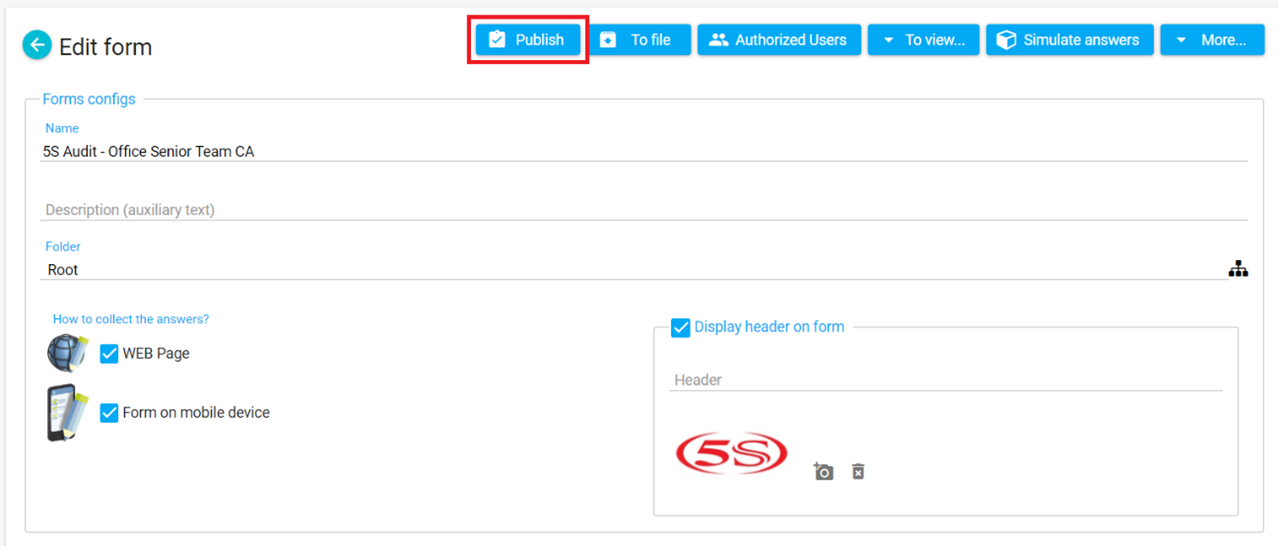 Edit form
Publish
To file
Authorized Users
To view...
Simulate answers
More...
Forms configs
Name
5S Audit - Office Senior Team CA
Description (auxiliary text)
Folder
Root
How to collect the answers?
WEB Page
Form on mobile device
Display header on form
Header
5S